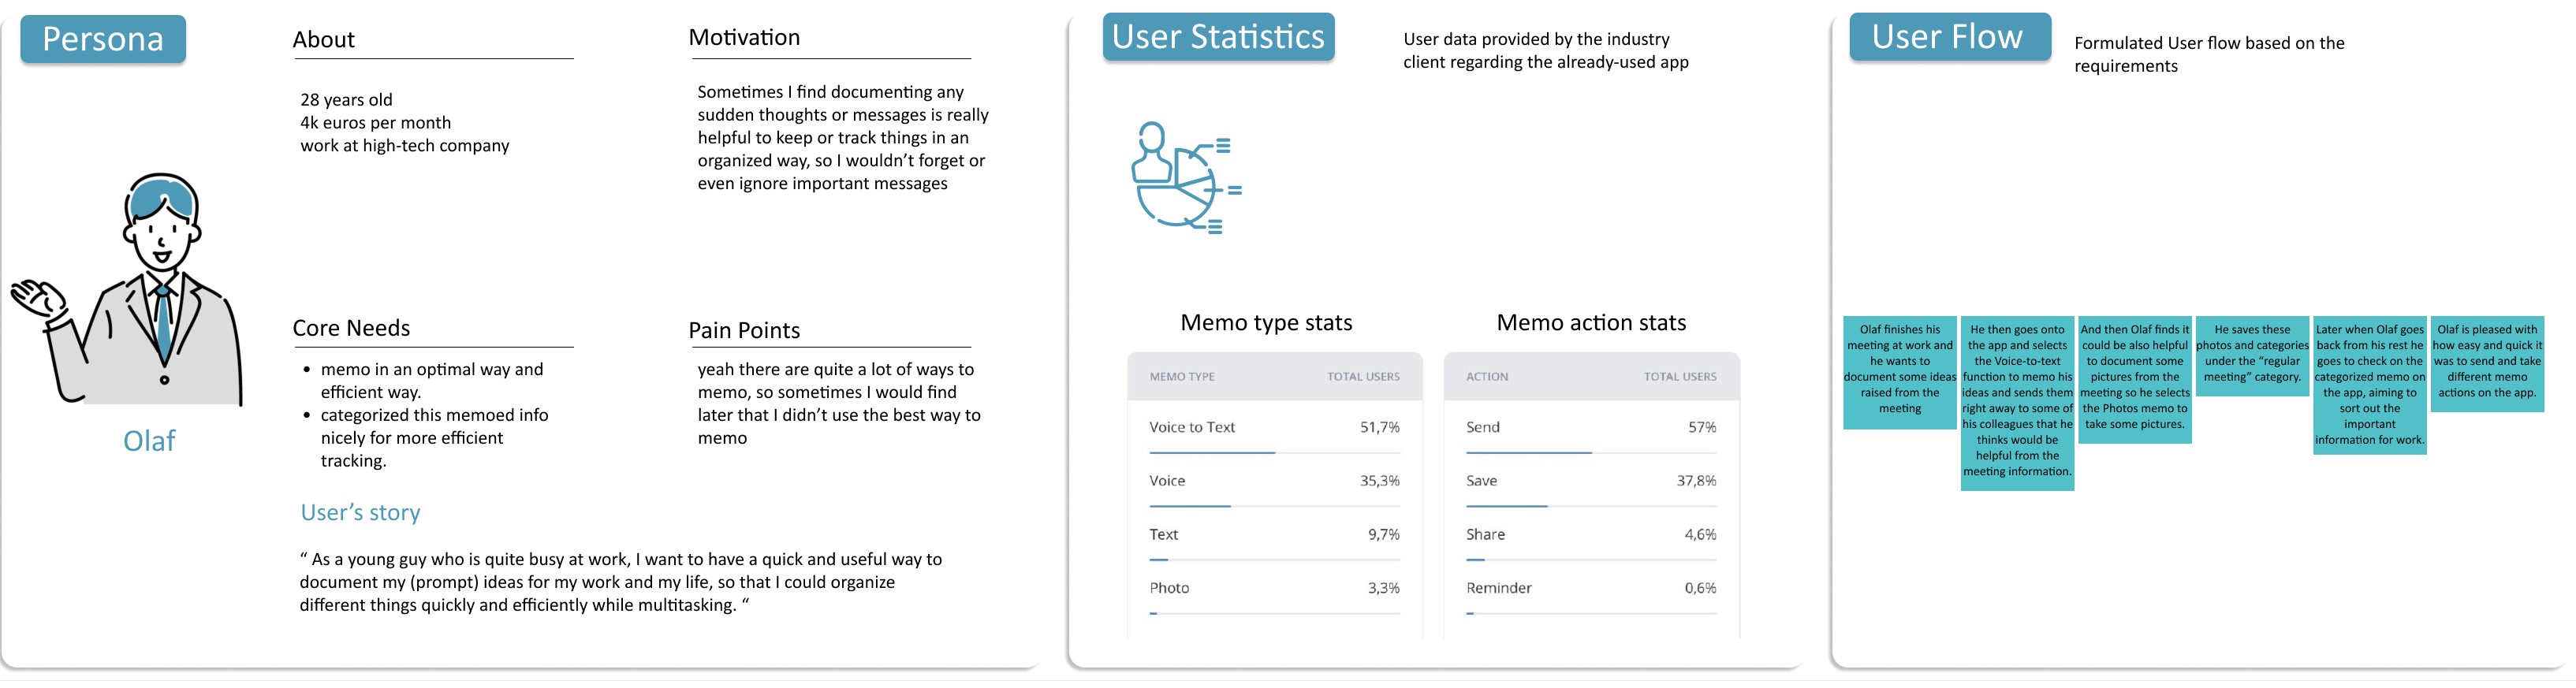 Persona
About
28 years old
4k euros per month
work at high-tech company
Motivation
Sometimes I find documenting any
sudden thoughts or messages is really
helpful to keep or track things in an
organized way, so I wouldn’t forget or
even ignore important messages
Olaf
Core Needs
• memo in an optimal way and
efficient way.
• categorized this memoed info
nicely for more efficient
tracking.
Pain Points
yeah there are quite a lot of ways to
memo, so sometimes I would find
later that I didn’t use the best way to
memo
User’s story
“ As a young guy who is quite busy at work, I want to have a quick and useful way to
document my (prompt) ideas for my work and my life, so that I could organize
different things quickly and efficiently while multitasking. “
User Statistics
User data provided by the industry
client regarding the already-used app
Memo type stats
MEMO TYPE TOTAL USERS
Voice to Text 51,7%
Voice 35,3%
Text 9,7%
Photo 3,3%
Memo action stats
ACTION TOTAL USERS
Send 57%
Save 37,8%
Share 4,6%
Reminder 0,6%
User Flow
Formulated User flow based on the
requirements
Olaf finishes his
meeting at work and
he wants to
document some ideas
raised from the
meeting
He then goes onto
the app and selects
the Voice-to-text
function to memo his
ideas and sends them
right away to some of
his colleagues that he
thinks would be
helpful from the
meeting information.
And then Olaf finds it
could be also helpful
to document some
pictures from the
meeting so he selects
the Photos memo to
take some pictures.
He saves these
photos and categories
under the “regular
meeting” category.
Later when Olaf goes
back from his rest he
goes to check on the
categorized memo on
the app, aiming to
sort out the
important
information for work.
Olaf is pleased with
how easy and quick it
was to send and take
different memo
actions on the app.